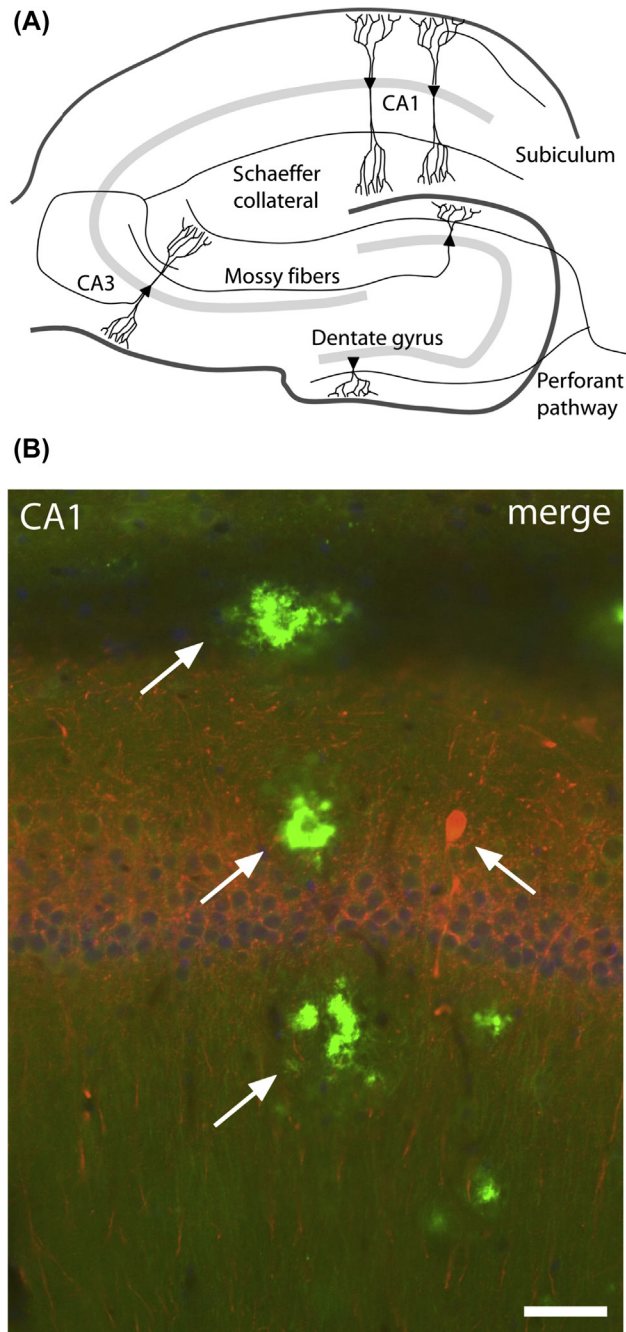 (A)
CA1
Subiculum
Schaeffer
collateral
CA3
Mossy fibers
Dentate gyrus
Perforant
pathway
(B)
CA1
merge